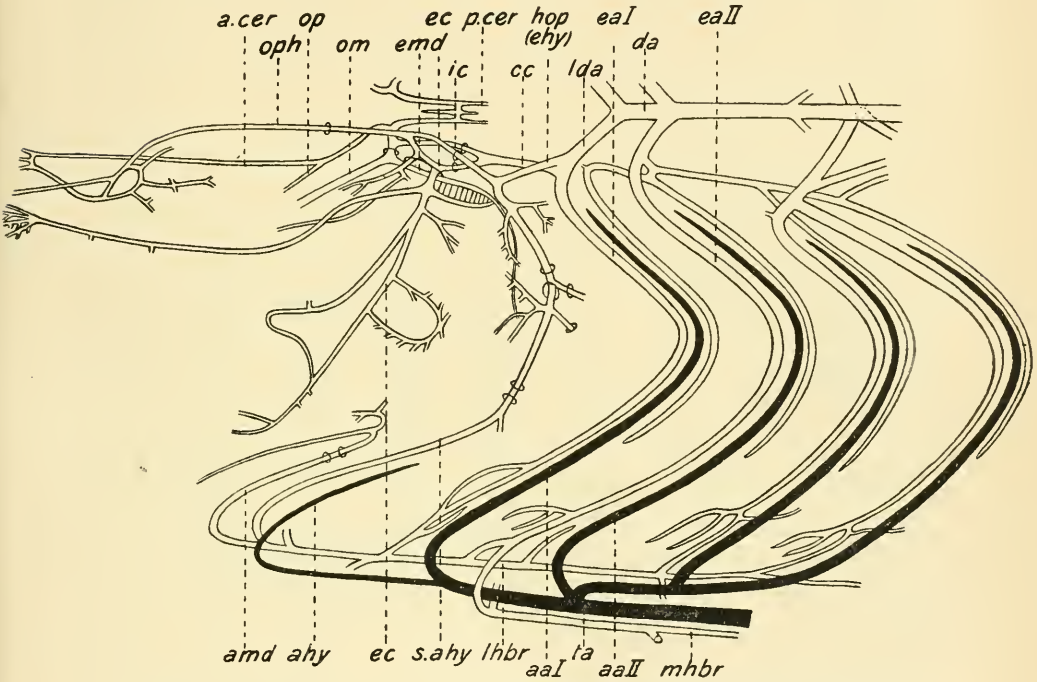 a.cer op ec p.cer hop eaI eaII
oph om emd (ehy) da
ic cc lda
amd ahy ec s.ahy lhbr ta mhbr
aaI aaII